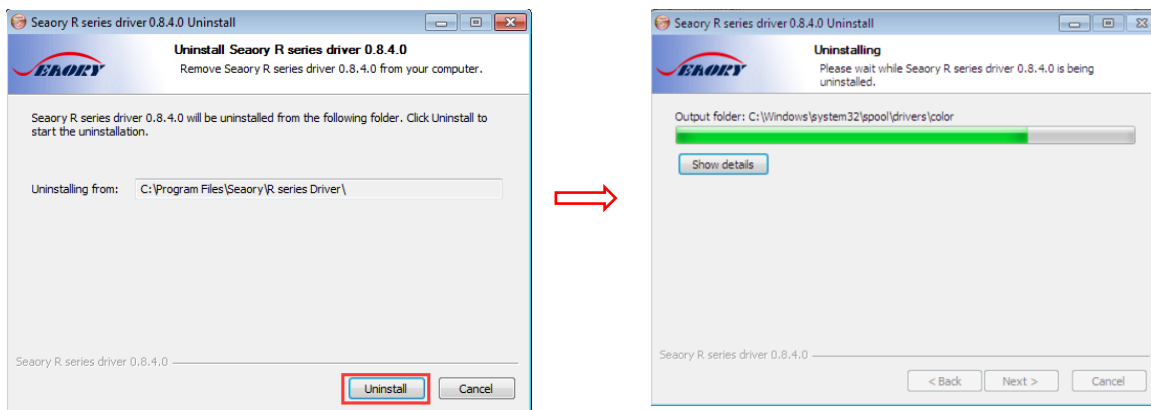 Seaory R series driver 0.8.4.0 Uninstall
Uninstall Seaory R series driver 0.8.4.0
Remove Seaory R series driver 0.8.4.0 from your computer.
SEAORY
Seaory R series driver 0.8.4.0 will be uninstalled from the following folder. Click Uninstall to
start the uninstallation.
Uninstalling from: C:\Program Files\Seaory\R series Driver\
Seaory R series driver 0.8.4.0
Uninstall Cancel
Seaory R series driver 0.8.4.0 Uninstall
Uninstalling
Please wait while Seaory R series driver 0.8.4.0 is being
uninstalled.
SEAORY
Output folder: C:\Windows\system32\spool\drivers\color
Show details
Seaory R series driver 0.8.4.0
< Back Next > Cancel